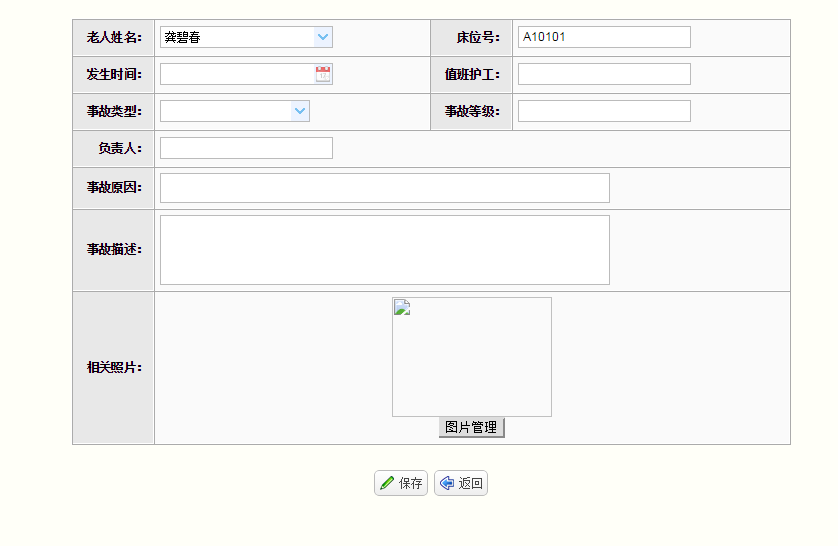 老人姓名： 龚碧春 床位号： A10101
发生时间： 值班护工：
事故类型： 事故等级：
负责人：
事故原因：
事故描述：
相关照片：
图片管理
保存 返回